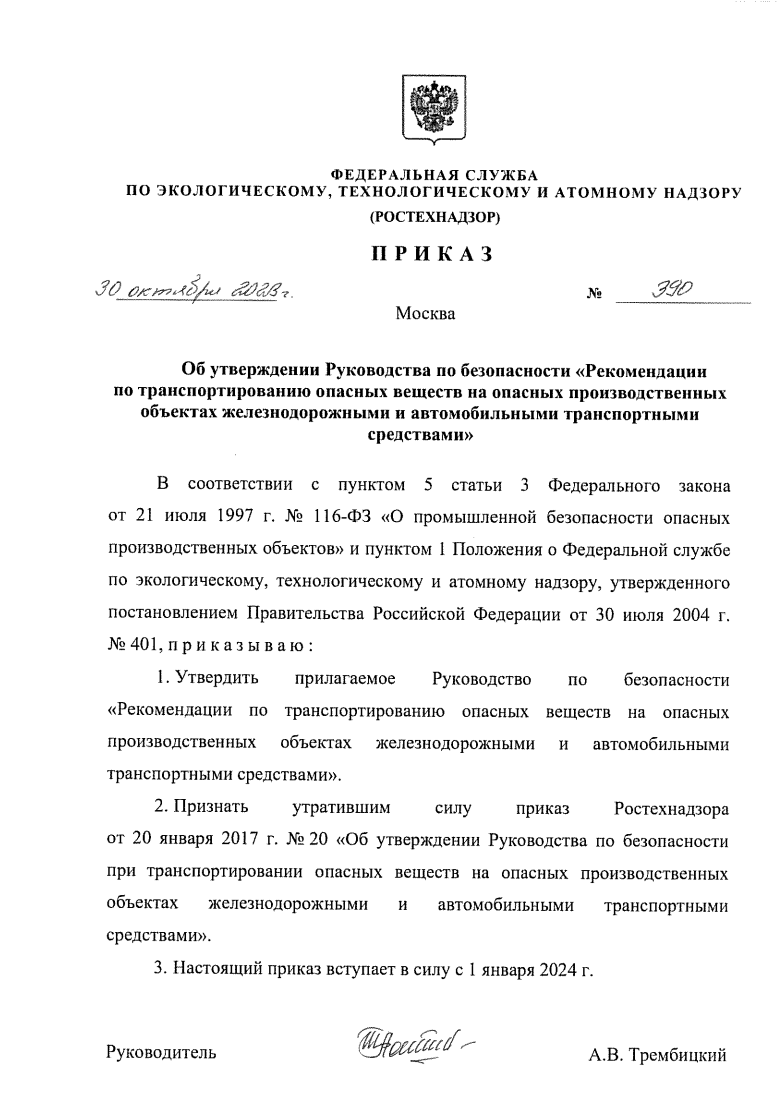 ФЕДЕРАЛЬНАЯ СЛУЖБА
ПО ЭКОЛОГИЧЕСКОМУ, ТЕХНОЛОГИЧЕСКОМУ И АТОМНОМУ НАДЗОРУ
(РОСТЕХНАДЗОР)
ПРИКАЗ
30 октября 2023 г. № 390
Москва
Об утверждении Руководства по безопасности «Рекомендации
по транспортированию опасных веществ на опасных производственных
объектах железнодорожными и автомобильными транспортными
средствами»
В соответствии с пунктом 5 статьи 3 Федерального закона
от 21 июля 1997 г. № 116-ФЗ «О промышленной безопасности опасных
производственных объектов» и пунктом 1 Положения о Федеральной службе
по экологическому, технологическому и атомному надзору, утвержденного
постановлением Правительства Российской Федерации от 30 июля 2004 г.
№ 401, п р и к а з ы в а ю :
1. Утвердить прилагаемое Руководство по безопасности
«Рекомендации по транспортированию опасных веществ на опасных
производственных объектах железнодорожными и автомобильными
транспортными средствами».
2. Признать утратившим силу приказ Ростехнадзора
от 20 января 2017 г. № 20 «Об утверждении Руководства по безопасности
при транспортировании опасных веществ на опасных производственных
объектах железнодорожными и автомобильными транспортными
средствами».
3. Настоящий приказ вступает в силу с 1 января 2024 г.
Руководитель А.В. Трембицкий